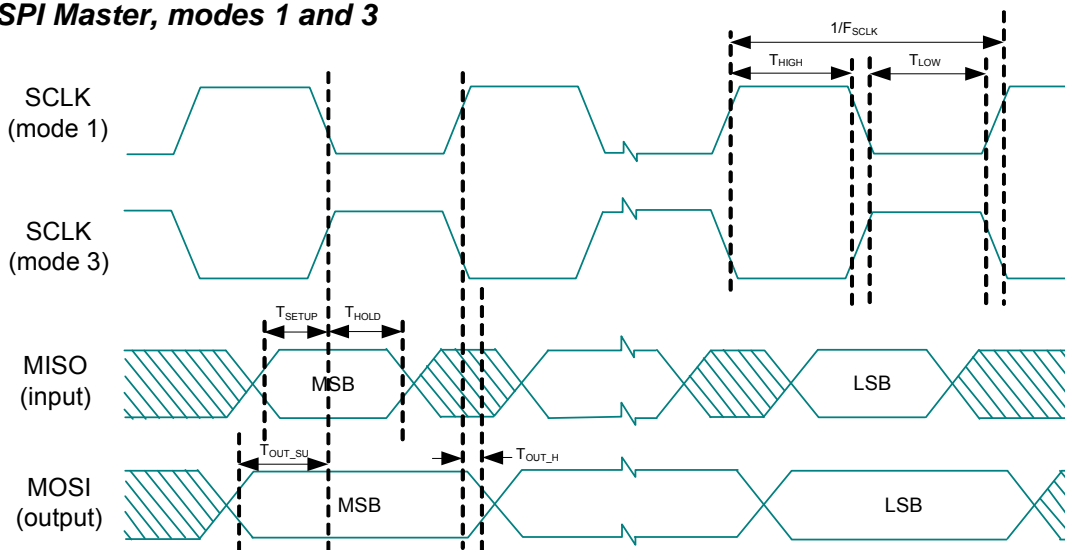 SPI Master, modes 1 and 3
1/FSCLK
THIGH
TLOW
SCLK
(mode 1)
SCLK
(mode 3)
TSETUP
THOLD
MISO
(input)
MSB
LSB
TOUT_SU
TOUT_H
MOSI
(output)
MSB
LSB